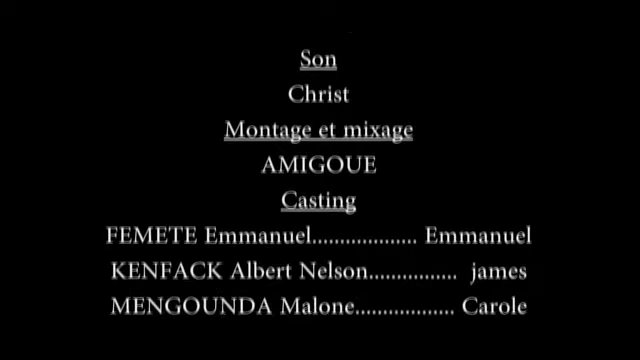 Son
Christ
Montage et mixage
AMIGOUE
Casting
FEMETE Emmanuel................... Emmanuel
KENFACK Albert Nelson................ james
MENGOUNDA Malone.................. Carole